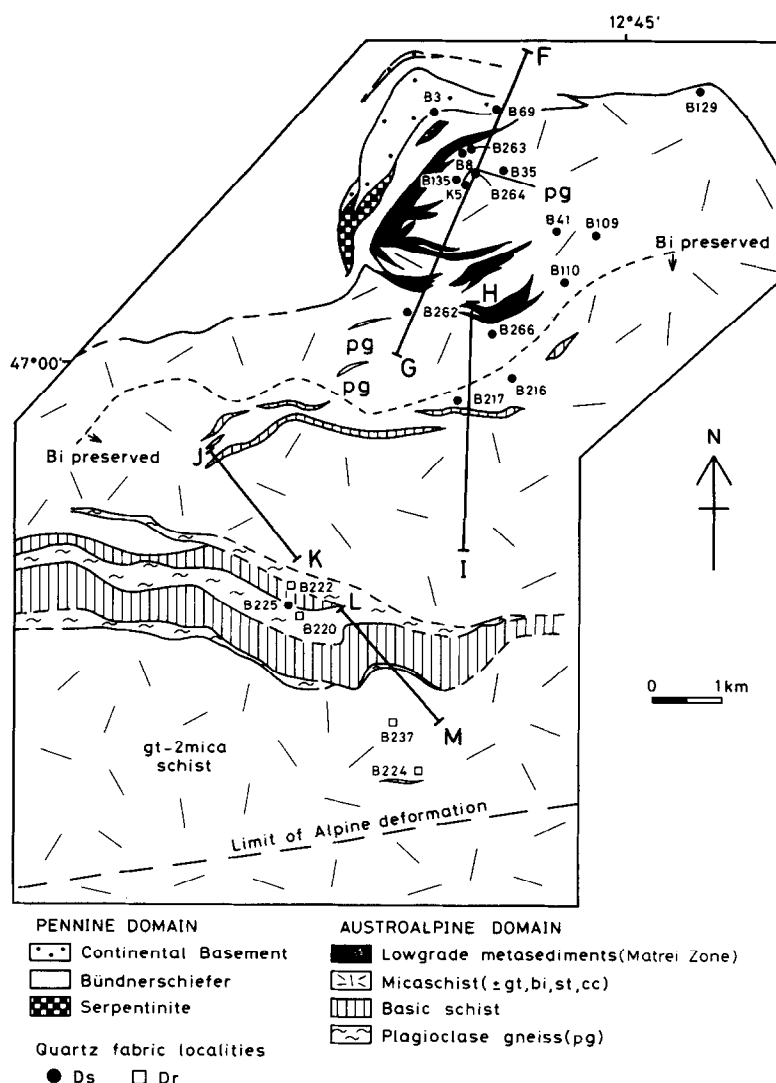 12°45'
F
B3
B69
B129
B263
B8
B35
B135
K5
B264
pg
B41
B109
Bi preserved
B110
H
B262
B266
pg
47°00'
G
pg
B216
B217
N
J
Bi preserved
K
I
B222
B225
L
B220
0 1km
B237
M
gt-2mica
schist
B224
Limit of Alpine deformation
PENNINE DOMAIN
Continental Basement
Bündnerschiefer
Serpentinite
Quartz fabric localities
Ds Dr
AUSTROALPINE DOMAIN
Lowgrade metasediments(Matrei Zone)
Micaschist(±gt,bi,st,cc)
Basic schist
Plagioclase gneiss(pg)